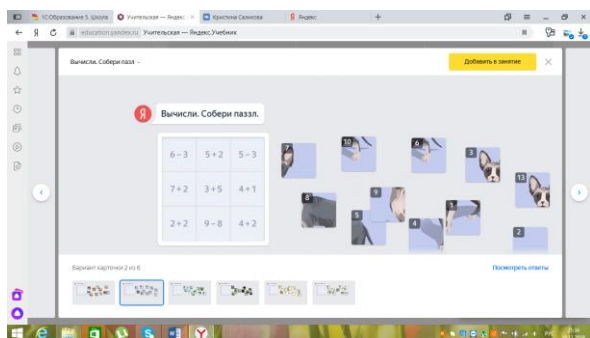 1С:Образование 5. Школа
Учительская — Яндекс
Кристина Салихова
Яндекс
education.yandex.ru Учительская — Яндекс.Учебник
Вычисли. Собери пазл
Добавить в занятие
Вычисли. Собери паззл.
6-3 5+2 5-3
7+2 3+5 4+1
2+2 9-8 4+2
7 10 6 3
13
8 9
5 4 1
2
Вариант карточки 2 из 6
Посмотреть ответы
РУС